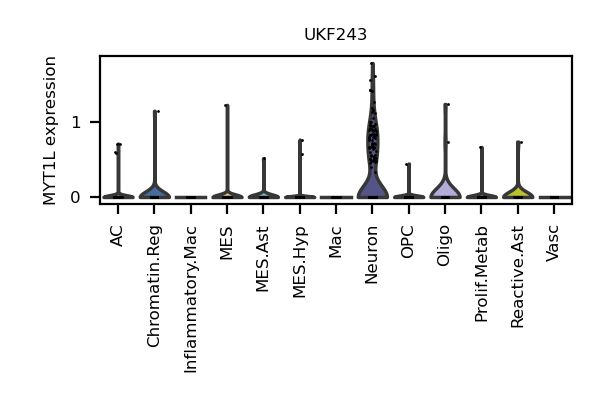 UKF243
MYT1L expression
1
0
AC
Chromatin.Reg
Inflammatory.Mac
MES
MES.Ast
MES.Hyp
Mac
Neuron
OPC
Oligo
Prolif.Metab
Reactive.Ast
Vasc